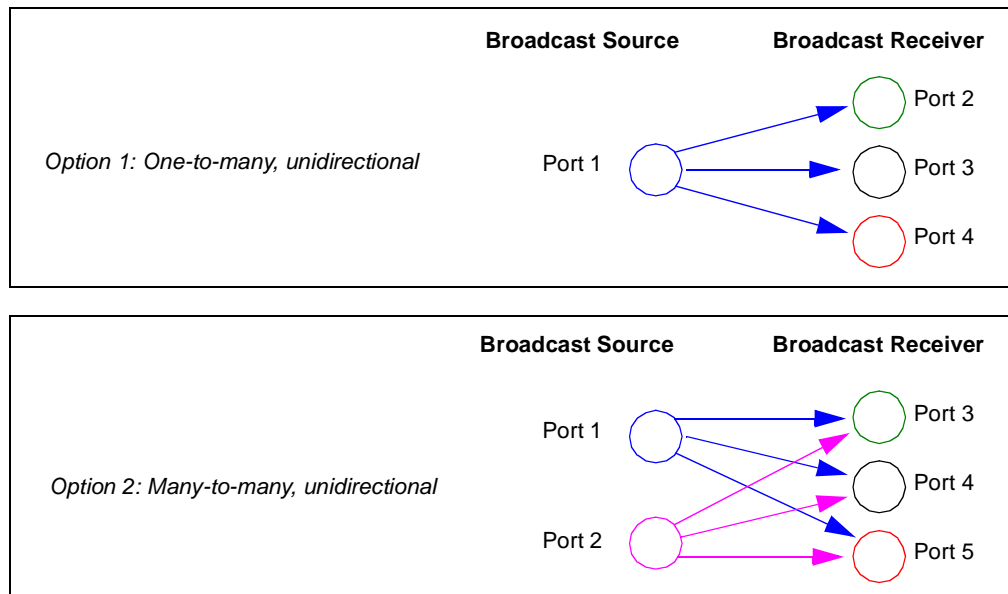 Broadcast Source Broadcast Receiver
Port 2
Option 1: One-to-many, unidirectional Port 1 Port 3
Port 4
Broadcast Source Broadcast Receiver
Port 3
Port 1
Port 4
Option 2: Many-to-many, unidirectional
Port 2
Port 5